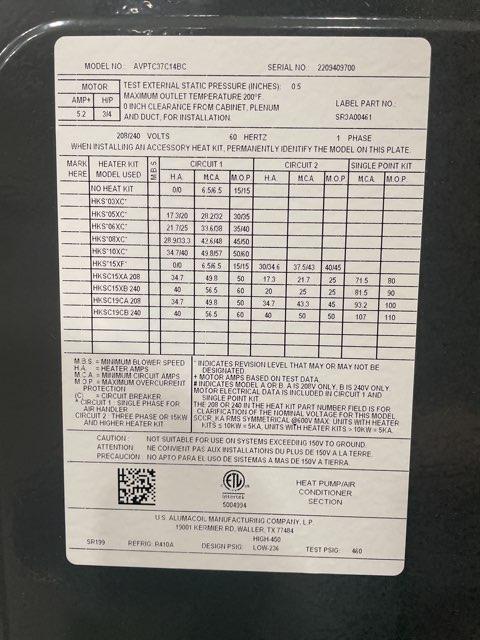 MODEL NO.: AVPTC37C14BC SERIAL NO: 2209409700
MOTOR
AMP+ H/P
5.2 3/4
TEST EXTERNAL STATIC PRESSURE (INCHES): 0.5
MAXIMUM OUTLET TEMPERATURE 200°F.
0 INCH CLEARANCE FROM CABINET, PLENUM
AND DUCT, FOR INSTALLATION.
LABEL PART NO.:
SR3A00461
208/240 VOLTS 60 HERTZ 1 PHASE
WHEN INSTALLING AN ACCESSORY HEAT KIT, PERMANENTLY IDENTIFY THE MODEL ON THIS PLATE.
MARK HERE HEATER KIT MODEL USED M.B.S. CIRCUIT 1 CIRCUIT 2 SINGLE POINT KIT
H.A. M.C.A. M.O.P. H.A. M.C.A. M.O.P. M.C.A. M.O.P.
NO HEAT KIT 0/0 6.5/6.5 15/15
HKS*03XC*
HKS*05XC* 17.3/20 28.2/32 30/35
HKS*06XC* 21.7/25 33.6/38 35/40
HKS*08XC* 28.9/33.3 42.6/48 45/50
HKS*10XC* 34.7/40 49.8/57 50/60
HKS*15XF* 0/0 6.5/6.5 15/15 30/34.6 37.5/43 40/45
HKSC15XA 208 34.7 49.8 50 17.3 21.7 25 71.5 80
HKSC15XB 240 40 56.5 60 20 25 25 81.5 90
HKSC19CA 208 34.7 49.8 50 34.7 43.3 45 93.2 100
HKSC19CB 240 40 56.5 60 40 50 50 107 110
M.B.S. = MINIMUM BLOWER SPEED
H.A. = HEATER AMPS
M.C.A. = MINIMUM CIRCUIT AMPS
M.O.P. = MAXIMUM OVERCURRENT
PROTECTION
(C) = CIRCUIT BREAKER
^ CIRCUIT 1 : SINGLE PHASE FOR
AIR HANDLER
CIRCUIT 2 : THREE PHASE OR 15KW
AND HIGHER HEATER KIT
* INDICATES REVISION LEVEL THAT MAY OR MAY NOT BE
DESIGNATED.
+ MOTOR AMPS BASED ON TEST DATA.
# INDICATES MODEL A OR B. A IS 208V ONLY, B IS 240V ONLY.
MOTOR ELECTRICAL DATA IS INCLUDED IN CIRCUIT 1 AND
SINGLE POINT KIT
THE 208 OR 240 IN THE HEAT KIT PART NUMBER FIELD IS FOR
CLARIFICATION OF THE NOMINAL VOLTAGE FOR THIS MODEL
SCCR, KA RMS SYMMETRICAL @600V MAX: UNITS WITH HEATER
KITS ≤ 10KW = 5KA, UNITS WITH HEATER KITS > 10KW = 5KA.
CAUTION : NOT SUITABLE FOR USE ON SYSTEMS EXCEEDING 150V TO GROUND.
ATTENTION : NE CONVIENT PAS AUX INSTALLATIONS DU PLUS DE 150V A LA TERRE.
PRECAUCION : NO APTO PARA EL USO DE SISTEMAS A MAS DE 150V A TIERRA.
ETL
Intertek
5004994
HEAT PUMP/AIR
CONDITIONER
SECTION
U.S. ALUMACOIL MANUFACTURING COMPANY, L.P.
19001 KERMIER RD, WALLER, TX 77484
SR199 REFRIG: R410A DESIGN PSIG: HIGH-450
LOW-236 TEST PSIG: 460